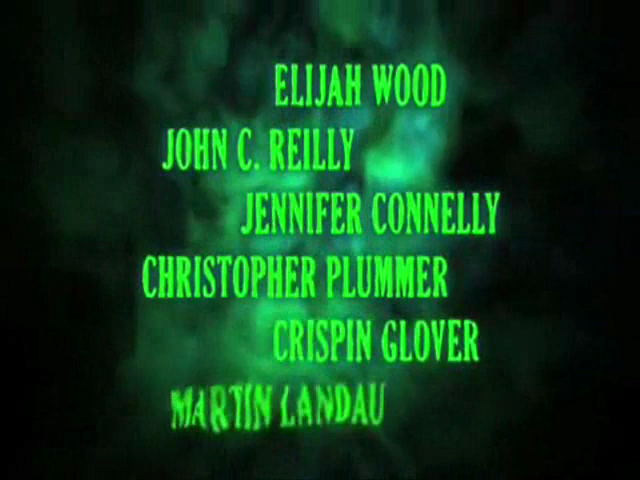 ELIJAH WOOD
JOHN C. REILLY
JENNIFER CONNELLY
CHRISTOPHER PLUMMER
CRISPIN GLOVER
MARTIN LANDAU